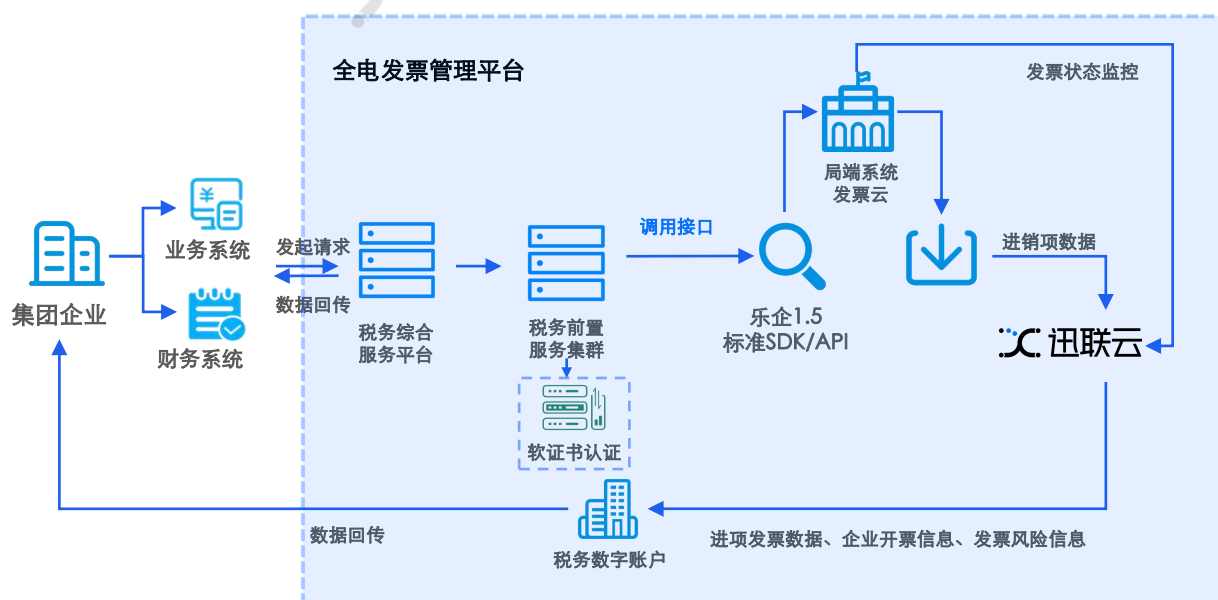 全电发票管理平台
发票状态监控
局端系统
发票云
业务系统
发起请求
调用接口
进销项数据
集团企业
数据回传
财务系统
税务综合
服务平台
税务前置
服务集群
乐企1.5
标准SDK/API
迅联云
软证书认证
数据回传
税务数字账户
进项发票数据、企业开票信息、发票风险信息